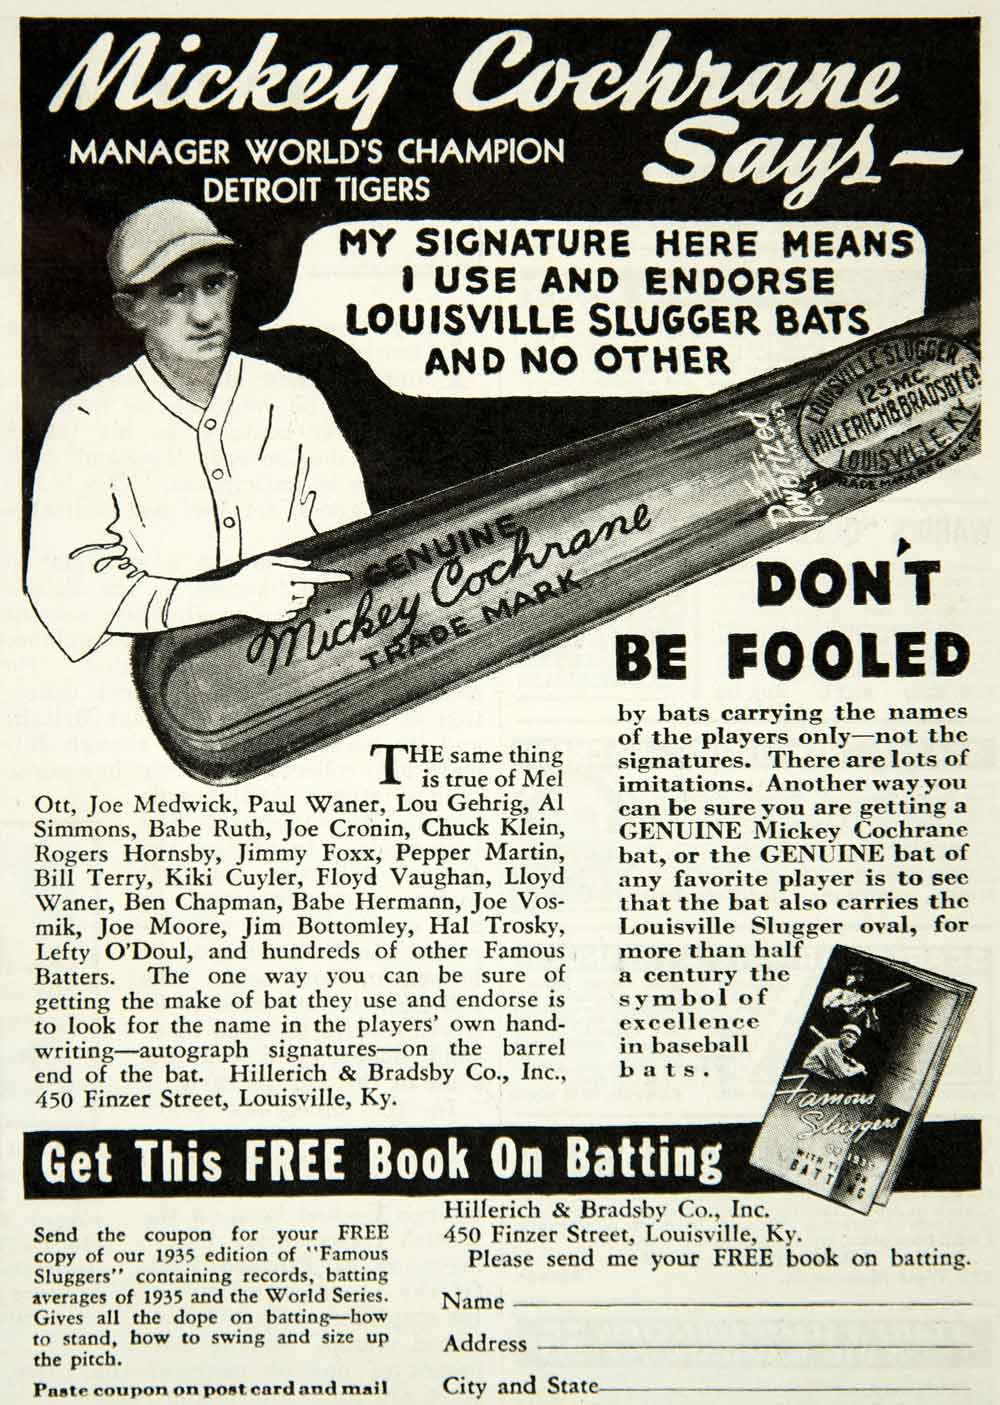 Mickey Cochrane
Says—
MANAGER WORLD'S CHAMPION
DETROIT TIGERS
MY SIGNATURE HERE MEANS
I USE AND ENDORSE
LOUISVILLE SLUGGER BATS
AND NO OTHER
LOUISVILLE SLUGGER
125 M.C.
HILLERICH & BRADSBY Co.
LOUISVILLE, KY.
TRADE MARK REG. U.S.
Powerized
GENUINE
Mickey Cochrane
TRADE MARK
DON'T
BE FOOLED
by bats carrying the names
of the players only—not the
signatures. There are lots of
imitations. Another way you
can be sure you are getting a
GENUINE Mickey Cochrane
bat, or the GENUINE bat of
any favorite player is to see
that the bat also carries the
Louisville Slugger oval, for
more than half
a century the
symbol of
excellence
in baseball
bats.
THE same thing
is true of Mel
Ott, Joe Medwick, Paul Waner, Lou Gehrig, Al
Simmons, Babe Ruth, Joe Cronin, Chuck Klein,
Rogers Hornsby, Jimmy Foxx, Pepper Martin,
Bill Terry, Kiki Cuyler, Floyd Vaughan, Lloyd
Waner, Ben Chapman, Babe Hermann, Joe Vos-
mik, Joe Moore, Jim Bottomley, Hal Trosky,
Lefty O'Doul, and hundreds of other Famous
Batters. The one way you can be sure of
getting the make of bat they use and endorse is
to look for the name in the players' own hand-
writing—autograph signatures—on the barrel
end of the bat. Hillerich & Bradsby Co., Inc.,
450 Finzer Street, Louisville, Ky.
Famous
Sluggers
BATTING
Get This FREE Book On Batting
Send the coupon for your FREE
copy of our 1935 edition of "Famous
Sluggers" containing records, batting
averages of 1935 and the World Series.
Gives all the dope on batting—how
to stand, how to swing and size up
the pitch.
Paste coupon on post card and mail
Hillerich & Bradsby Co., Inc.
450 Finzer Street, Louisville, Ky.
Please send me your FREE book on batting.
Name
Address
City and State